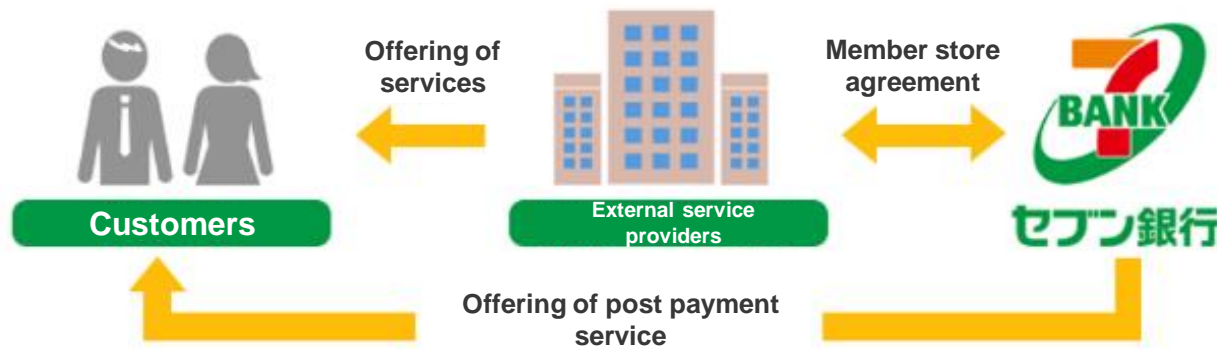 Offering of
services
Member store
agreement
7
BANK
Customers
External service
providers
セブン銀行
Offering of post payment
service